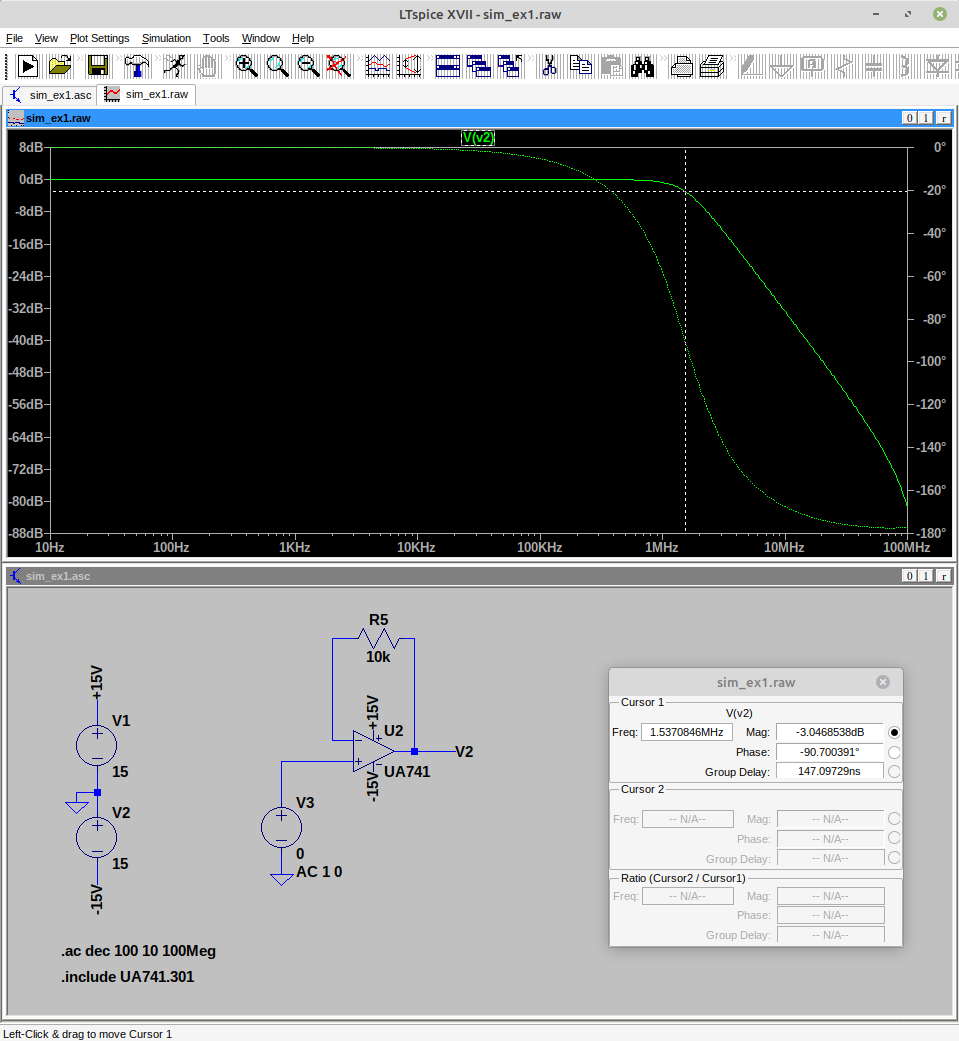 LTspice XVII - sim_ex1.raw
File View Plot Settings Simulation Tools Window Help
sim_ex1.asc sim_ex1.raw
sim_ex1.raw
V(v2)
8dB 0°
0dB -20°
-8dB -40°
-16dB -60°
-24dB -80°
-32dB -100°
-40dB -120°
-48dB -140°
-56dB -160°
-64dB -180°
-72dB
-80dB
-88dB
10Hz 100Hz 1KHz 10KHz 100KHz 1MHz 10MHz 100MHz
sim_ex1.asc
R5
10k
+15V
V1
15
V2
15
-15V
+15V
U2
UA741
-15V
V2
V3
0
AC 1 0
.ac dec 100 10 100Meg
.include UA741.301
sim_ex1.raw
Cursor 1
V(v2)
Freq: 1.5370846MHz Mag: -3.0468538dB
Phase: -90.700391°
Group Delay: 147.09729ns
Cursor 2
Freq: -- N/A-- Mag: -- N/A--
Phase: -- N/A--
Group Delay: -- N/A--
Ratio (Cursor2 / Cursor1)
Freq: -- N/A-- Mag: -- N/A--
Phase: -- N/A--
Group Delay: -- N/A--
Left-Click & drag to move Cursor 1